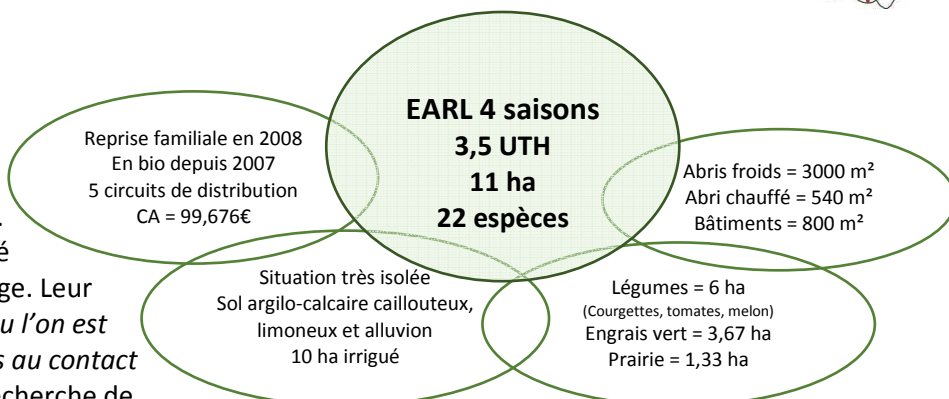 EARL 4 saisons
3,5 UTH
11 ha
22 espèces
Reprise familiale en 2008
En bio depuis 2007
5 circuits de distribution
CA = 99,676€
Abris froids = 3000 m²
Abri chauffé = 540 m²
Bâtiments = 800 m²
Situation très isolée
Sol argilo-calcaire caillouteux,
limoneux et alluvion
10 ha irrigué
Légumes = 6 ha
(Courgettes, tomates, melon)
Engrais vert = 3,67 ha
Prairie = 1,33 ha
. Leur
l'on est
au contact
de